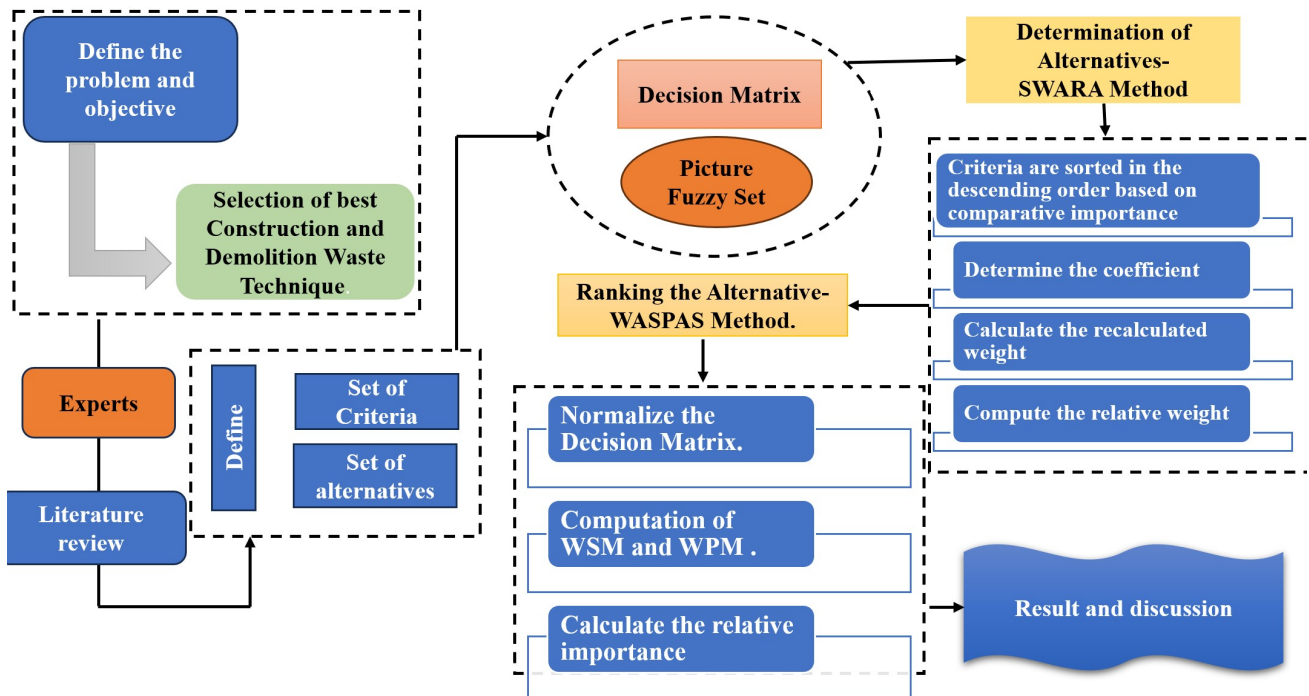 Define the
problem and
objective
Selection of best
Construction and
Demolition Waste
Technique.
Experts
Literature
review
Define
Set of
Criteria
Set of
alternatives
Decision Matrix
Picture
Fuzzy Set
Determination of
Alternatives-
SWARA Method
Criteria are sorted in the
descending order based on
comparative importance
Determine the coefficient
Calculate the recalculated
weight
Compute the relative weight
Ranking the Alternative-
WASPAS Method.
Normalize the
Decision Matrix.
Computation of
WSM and WPM .
Calculate the relative
importance
Result and discussion